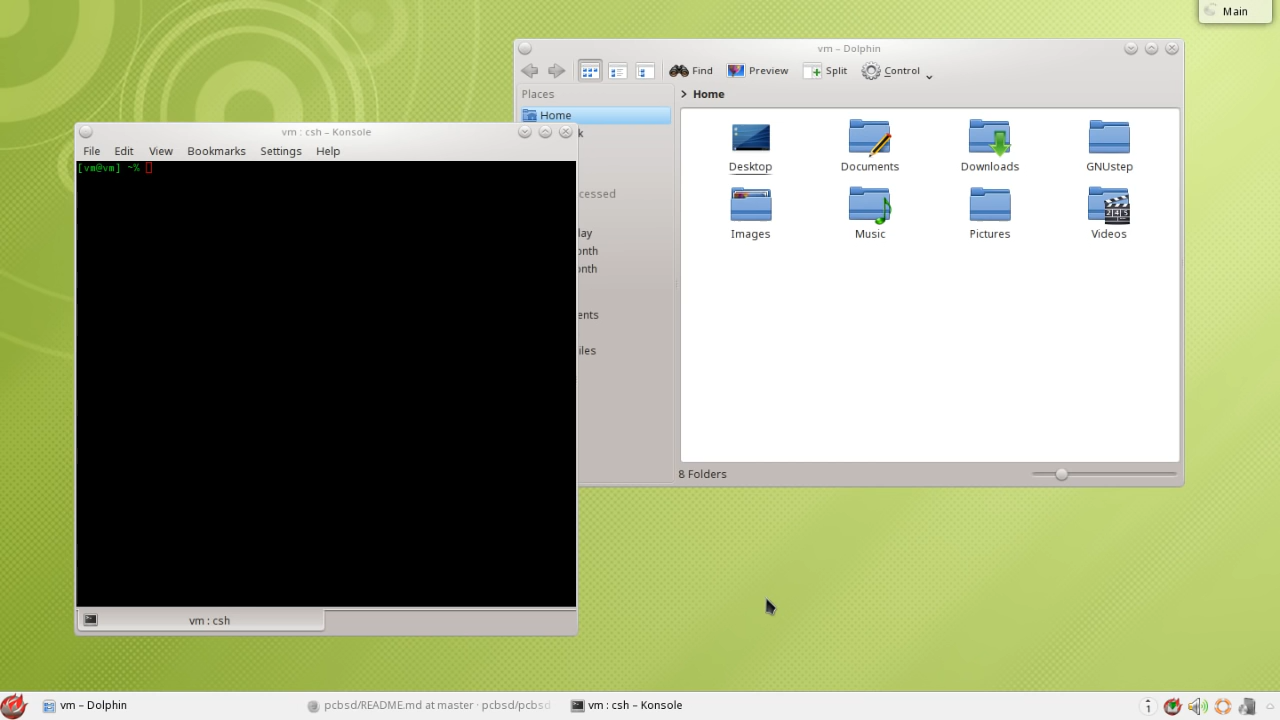 Main
vm – Dolphin
Find
Preview
Split
Control
Places
Home
> Home
Desktop
Documents
Downloads
GNUstep
Images
Music
Pictures
Videos
8 Folders
vm : csh – Konsole
File
Edit
View
Bookmarks
Settings
Help
[vm@vm] ~%
k
cessed
lay
onth
onth
ents
iles
vm : csh
vm – Dolphin
pcbsd/README.md at master · pcbsd/pcbsd
vm : csh – Konsole